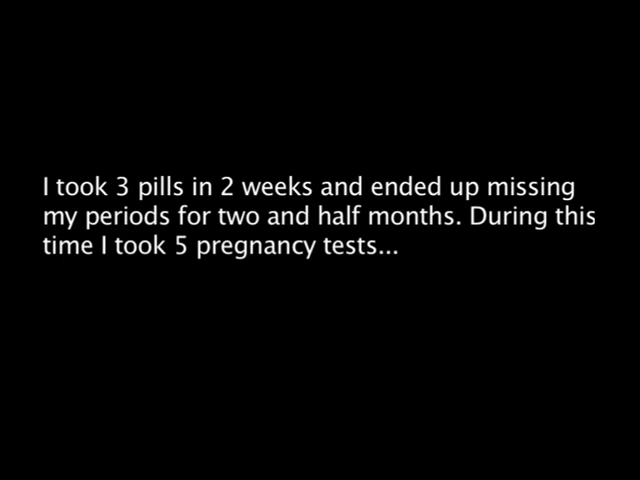 I took 3 pills in 2 weeks and ended up missing
my periods for two and half months. During this
time I took 5 pregnancy tests...